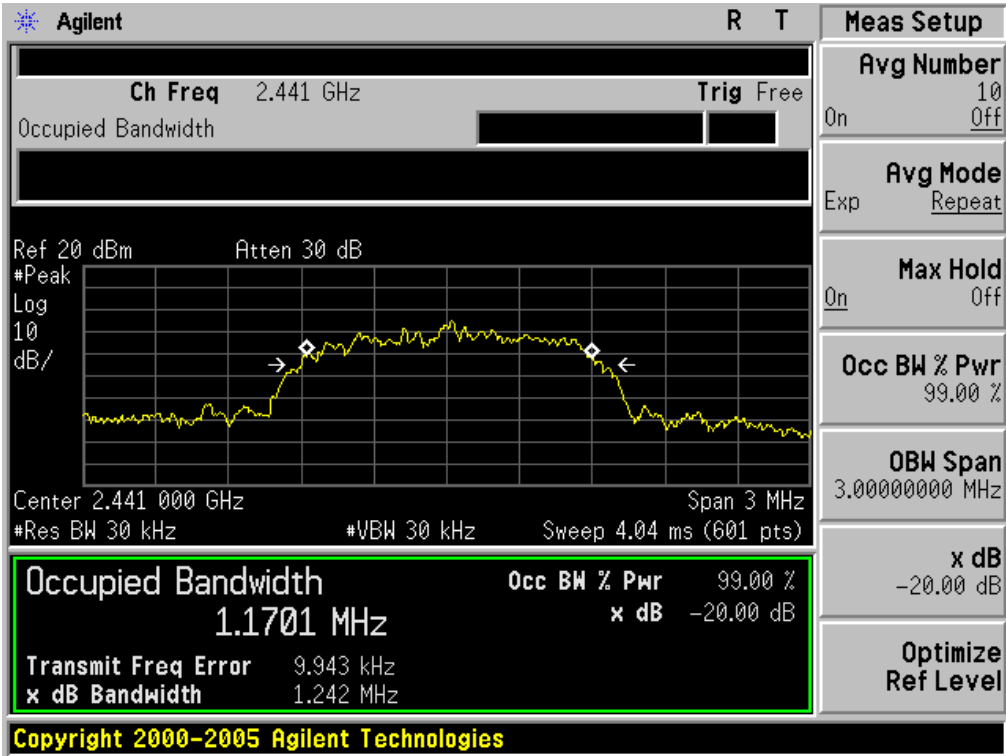 Agilent R T
Ch Freq 2.441 GHz Trig Free
Occupied Bandwidth
Ref 20 dBm Atten 30 dB
#Peak
Log
10
dB/
Center 2.441 000 GHz Span 3 MHz
#Res BW 30 kHz #VBW 30 kHz Sweep 4.04 ms (601 pts)
Occupied Bandwidth Occ BW % Pwr 99.00 %
1.1701 MHz x dB -20.00 dB
Transmit Freq Error 9.943 kHz
x dB Bandwidth 1.242 MHz
Copyright 2000-2005 Agilent Technologies
Meas Setup
Avg Number
10
On Off
Avg Mode
Exp Repeat
Max Hold
On Off
Occ BW % Pwr
99.00 %
OBW Span
3.00000000 MHz
x dB
-20.00 dB
Optimize
Ref Level